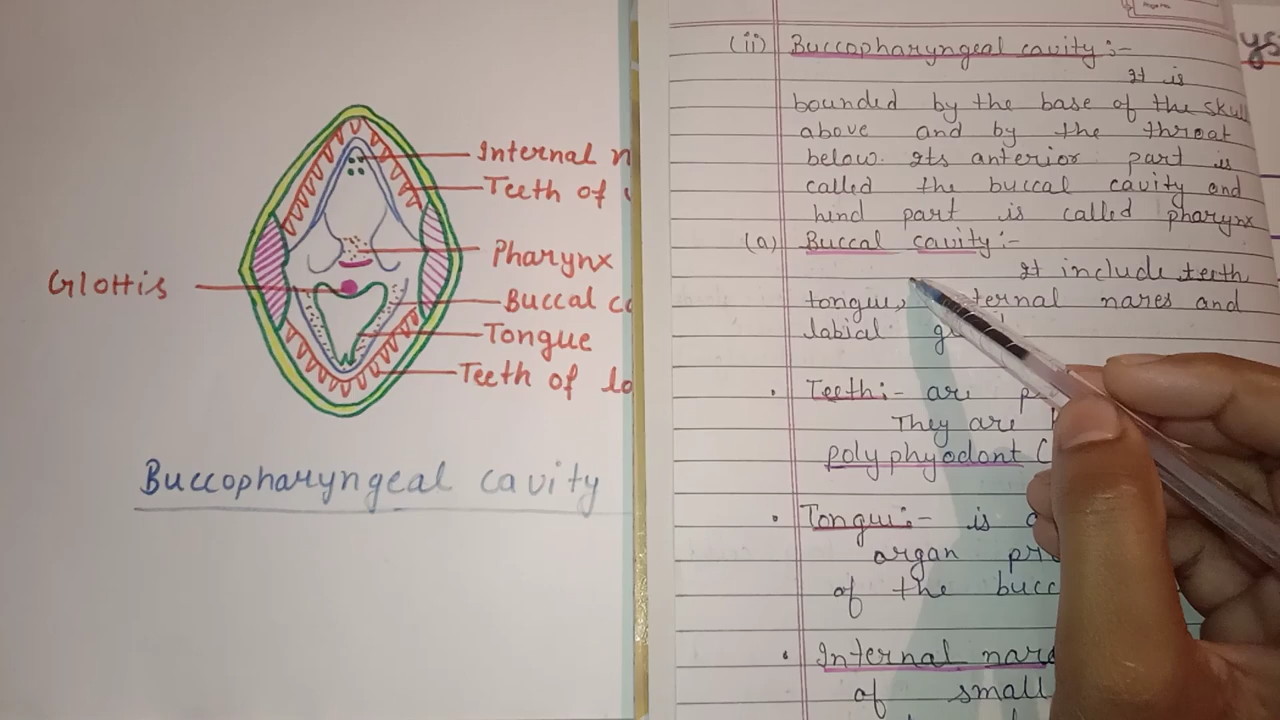 Internal n
Teeth of
Pharynx
Glottis
Buccal c
Tongue
Teeth of lo
Buccopharyngeal cavity
(ii) Buccopharyngeal cavity :-
It is
bounded by the base of the skull
above and by the throat
below. Its anterior part is
called the buccal cavity and
hind part is called pharynx
(a) Buccal cavity :-
It include teeth,
tongue, ternal nares and
labial g
Teeth :- are p
They are
polyphyodont (
Tongue :- is
organ pr
of the bucc
Internal nar
of small